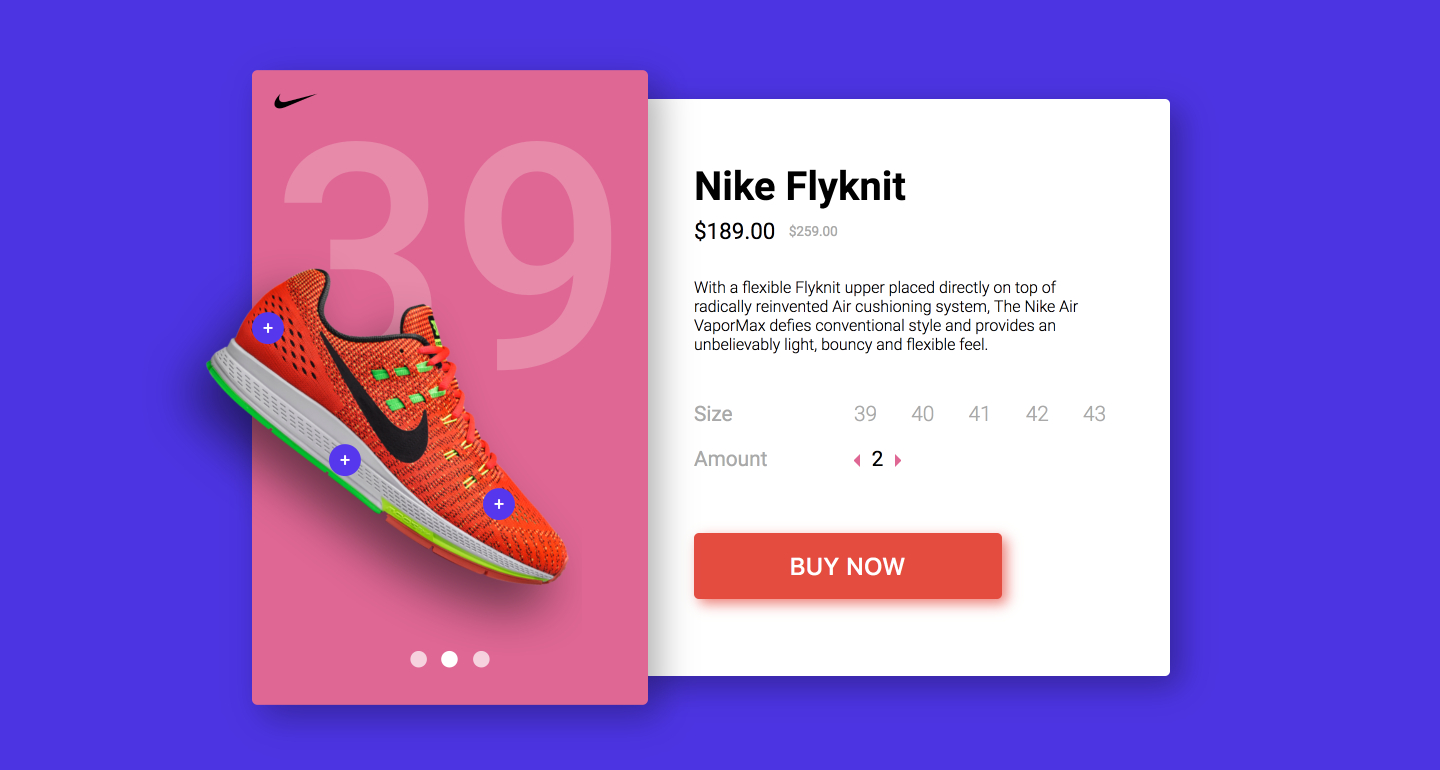 39
Nike Flyknit
$189.00 $259.00
With a flexible Flyknit upper placed directly on top of
radically reinvented Air cushioning system, The Nike Air
VaporMax defies conventional style and provides an
unbelievably light, bouncy and flexible feel.
Size 39 40 41 42 43
Amount 2
BUY NOW